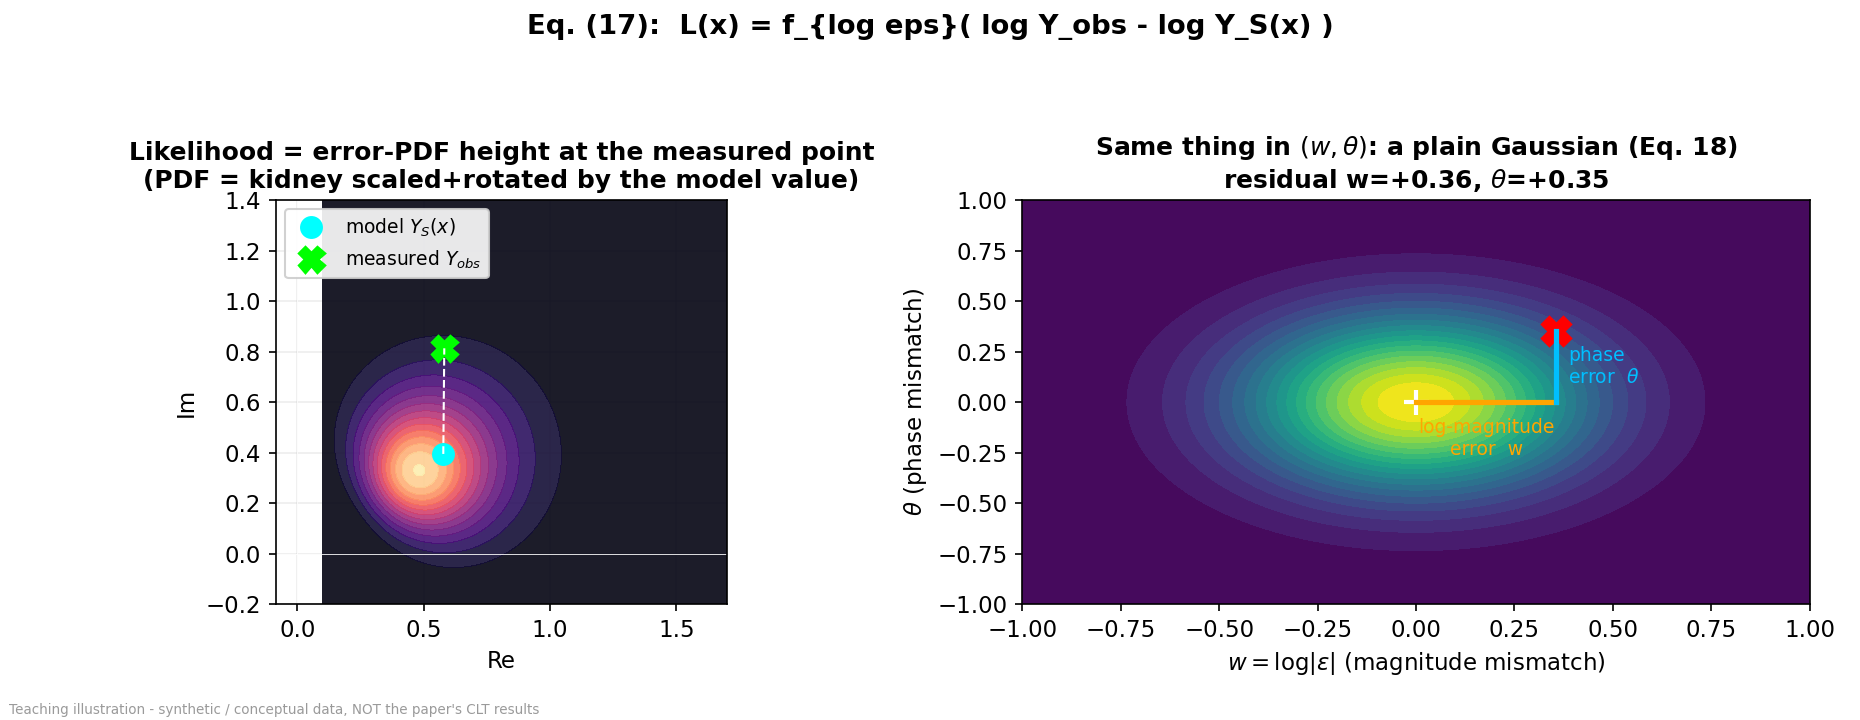 Eq. (17):  L(x) = f_{log eps}( log Y_obs - log Y_S(x) )
Likelihood = error-PDF height at the measured point
(PDF = kidney scaled+rotated by the model value)
1.4
1.2
1.0
0.8
0.6
0.4
0.2
0.0
−0.2
Im
model Y_S(x)
measured Y_obs
0.0 0.5 1.0 1.5
Re
Same thing in (w, θ): a plain Gaussian (Eq. 18)
residual w=+0.36, θ=+0.35
1.00
0.75
0.50
0.25
0.00
−0.25
−0.50
−0.75
−1.00
θ (phase mismatch)
phase
error  θ
log-magnitude
error  w
−1.00 −0.75 −0.50 −0.25 0.00 0.25 0.50 0.75 1.00
w = log|ε| (magnitude mismatch)
Teaching illustration - synthetic / conceptual data, NOT the paper's CLT results